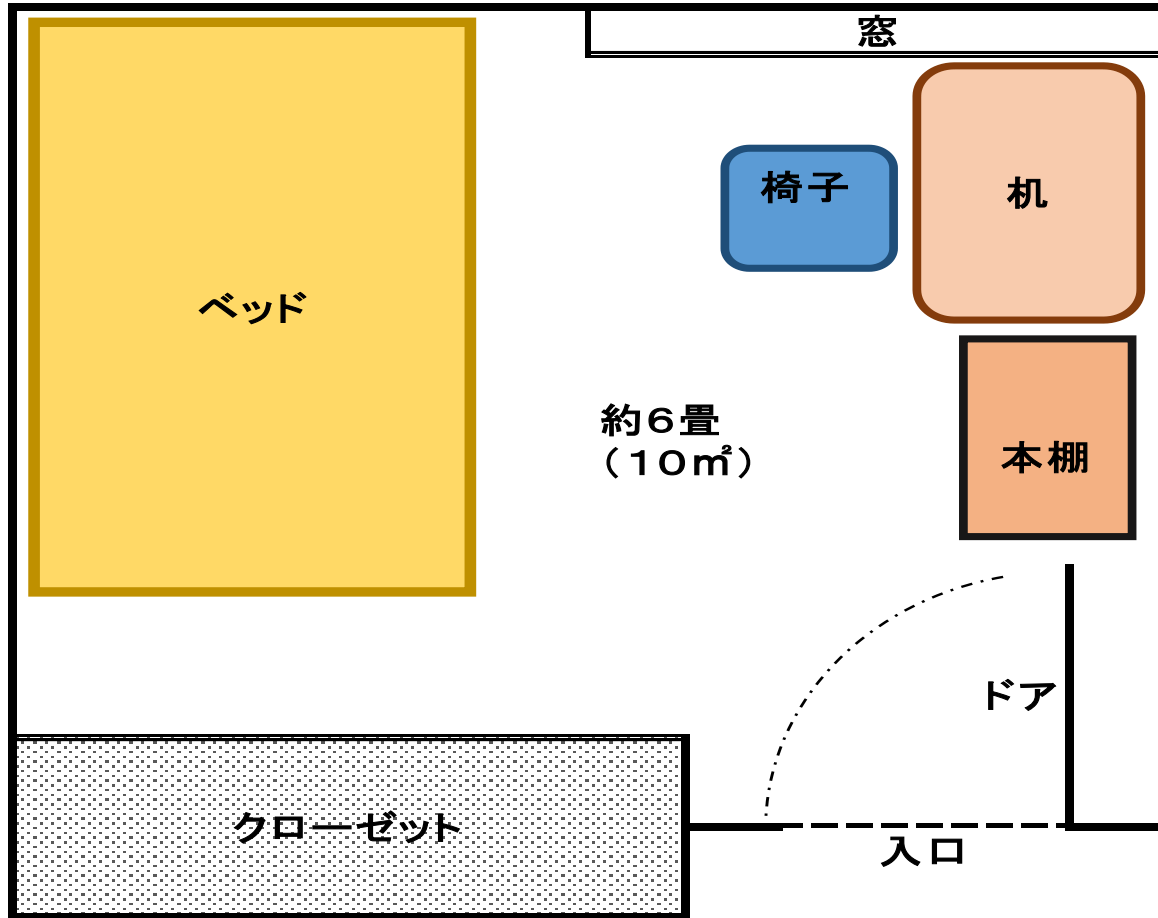 窓
椅子
机
ベッド
約６畳
（１０㎡）
本棚
ドア
クローゼット
入口